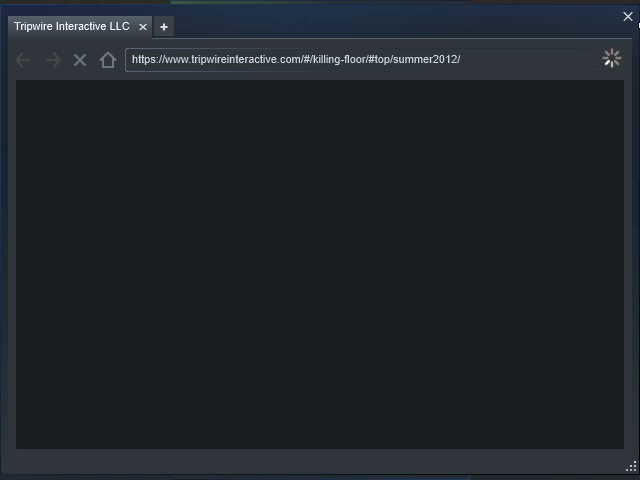 Tripwire Interactive LLC
https://www.tripwireinteractive.com/#/killing-floor/#top/summer2012/